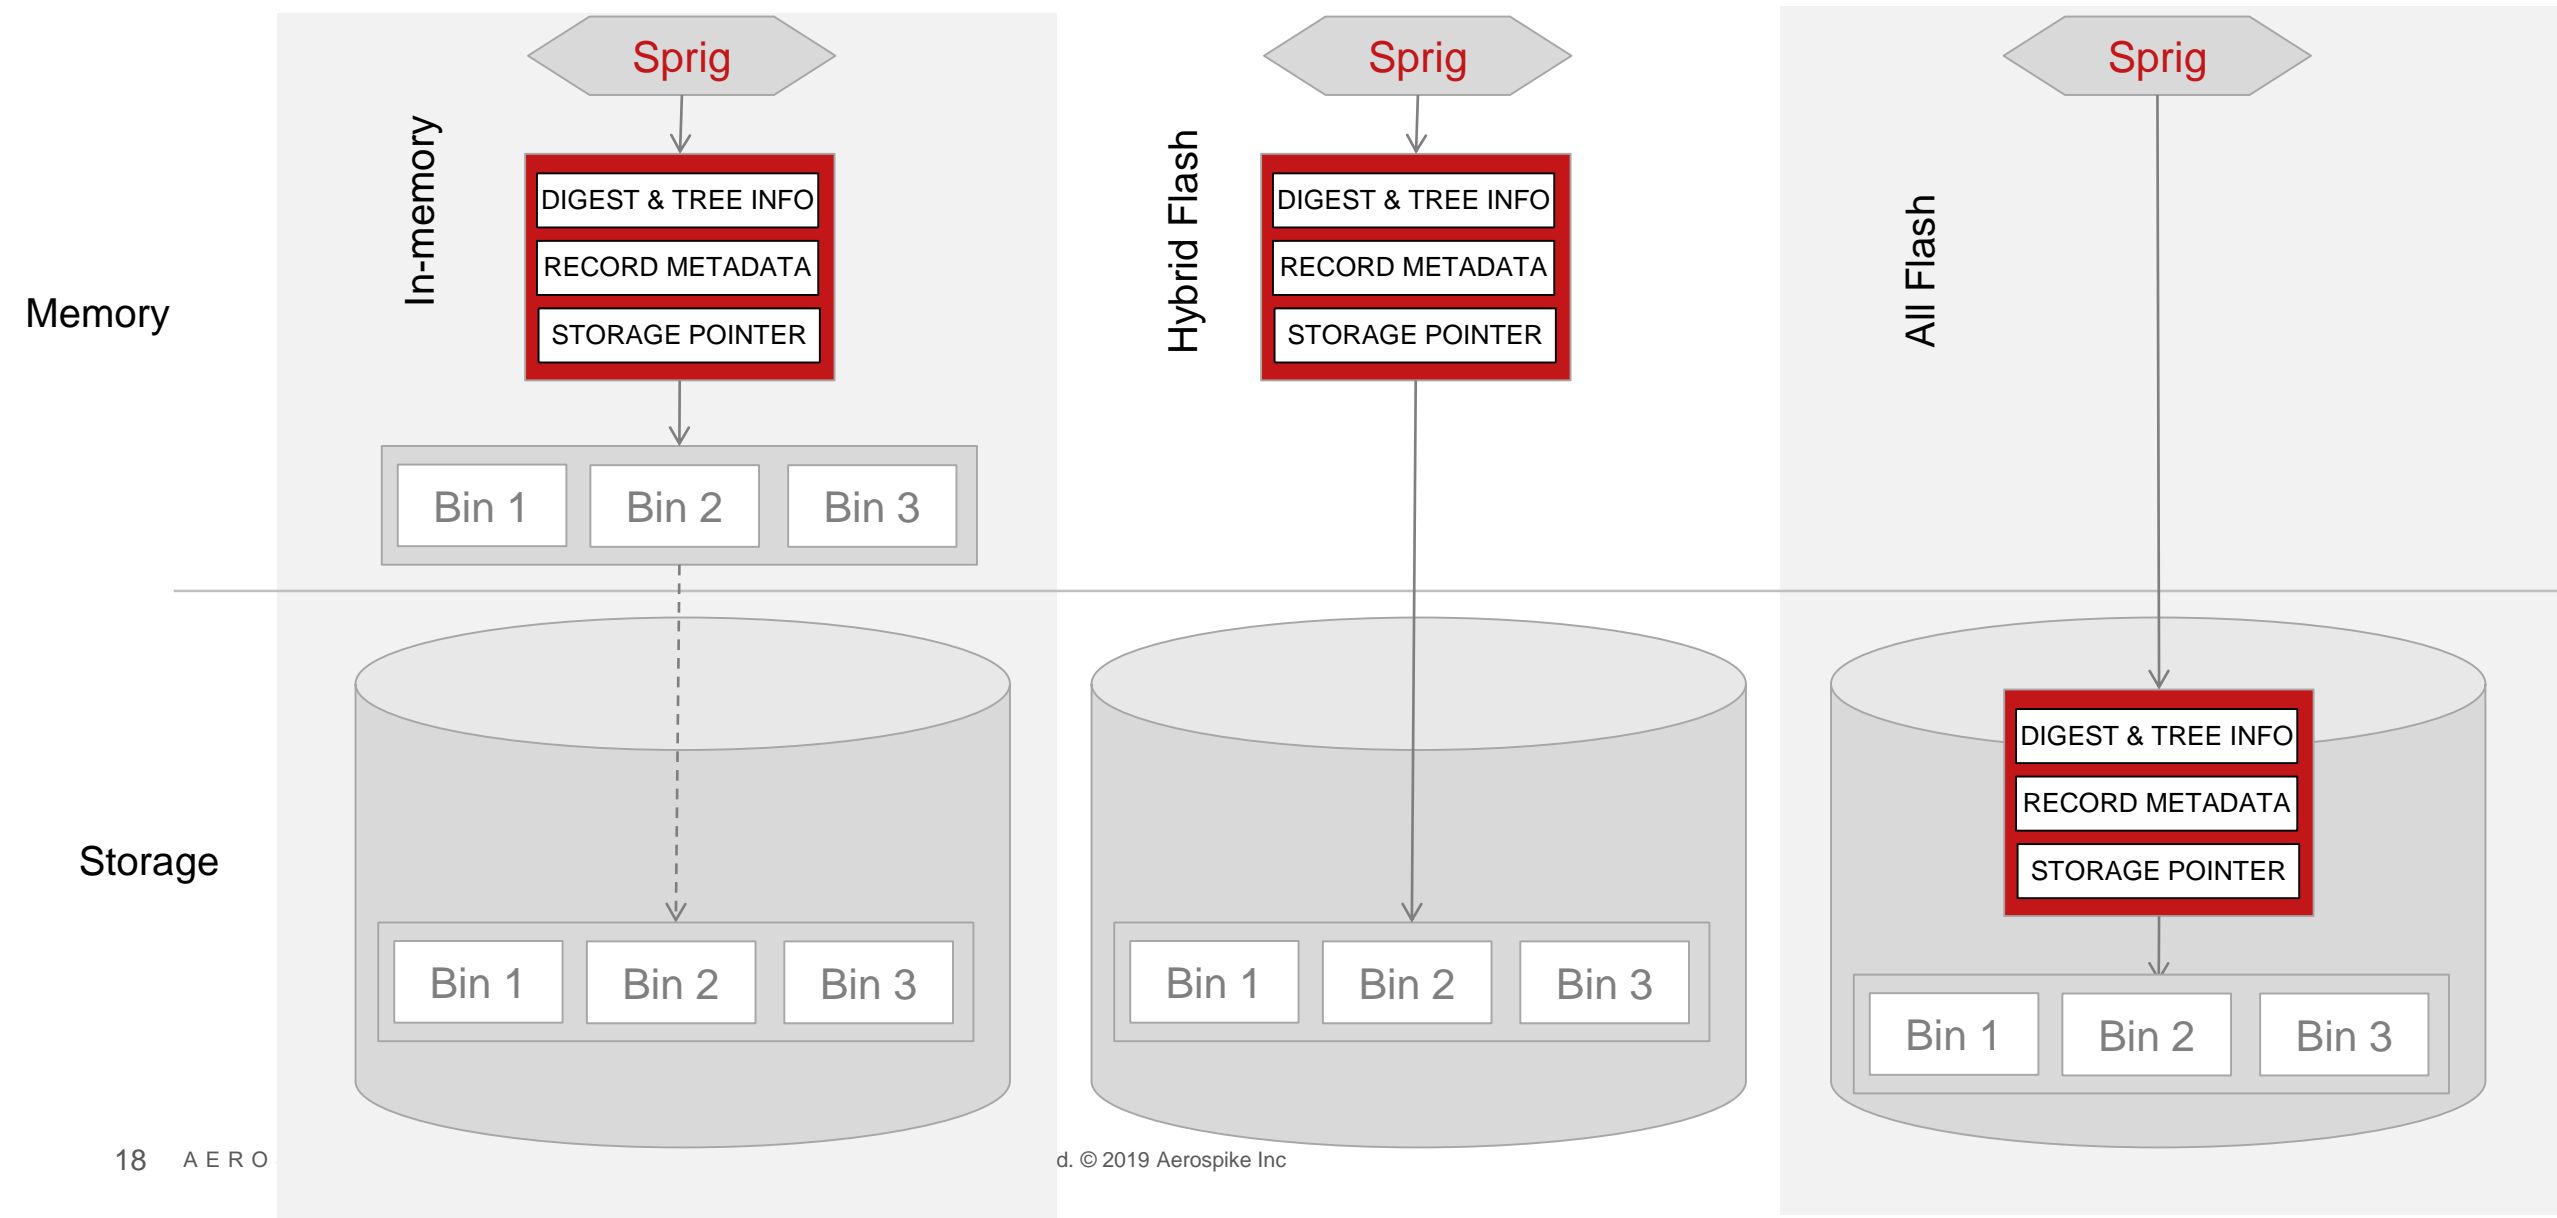 Memory
Storage
In-memory
Sprig
DIGEST & TREE INFO
RECORD METADATA
STORAGE POINTER
Bin 1 Bin 2 Bin 3
Bin 1 Bin 2 Bin 3
Hybrid Flash
Sprig
DIGEST & TREE INFO
RECORD METADATA
STORAGE POINTER
Bin 1 Bin 2 Bin 3
All Flash
Sprig
DIGEST & TREE INFO
RECORD METADATA
STORAGE POINTER
Bin 1 Bin 2 Bin 3
18 AERO d. © 2019 Aerospike Inc